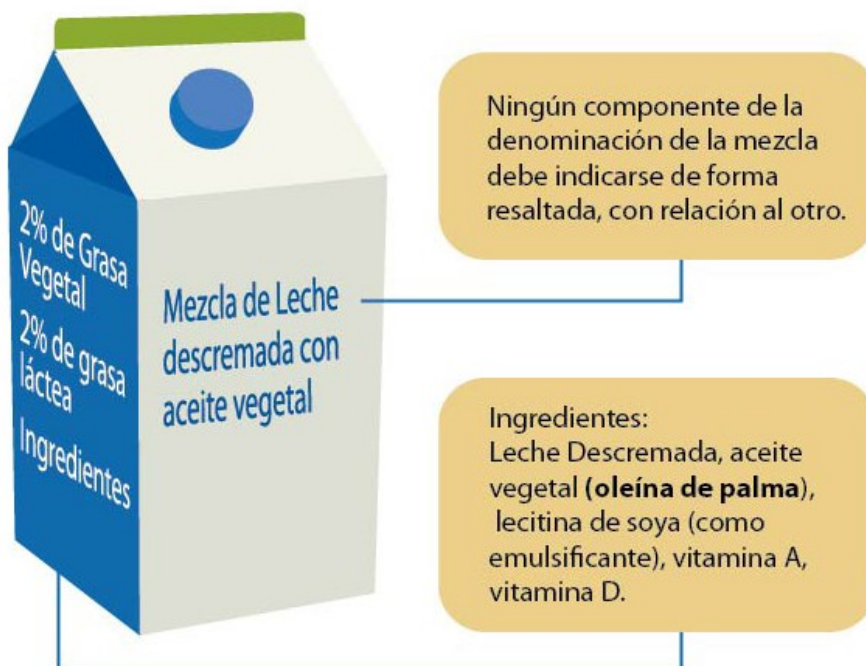 2% de Grasa
Vegetal
2% de grasa
láctea
Ingredientes
Mezcla de Leche
descremada con
aceite vegetal
Ningún componente de la
denominación de la mezcla
debe indicarse de forma
resaltada, con relación al otro.
Ingredientes:
Leche Descremada, aceite
vegetal (oleína de palma),
lecitina de soya (como
emulsificante), vitamina A,
vitamina D.